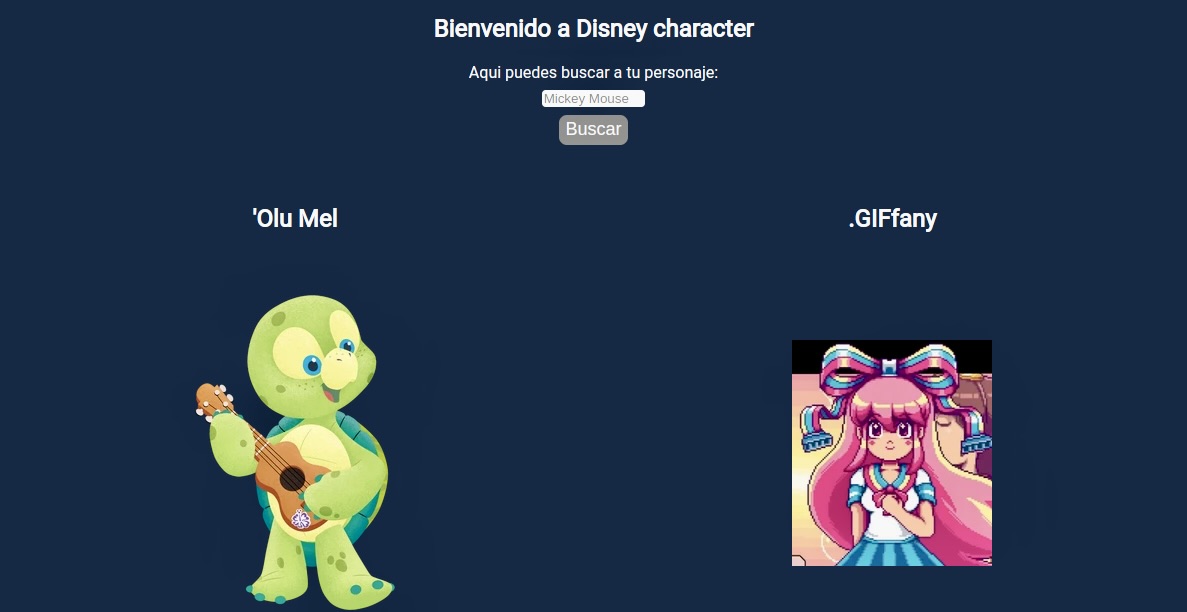 Bienvenido a Disney character
Aqui puedes buscar a tu personaje:
Mickey Mouse
Buscar
'Olu Mel
.GIFfany